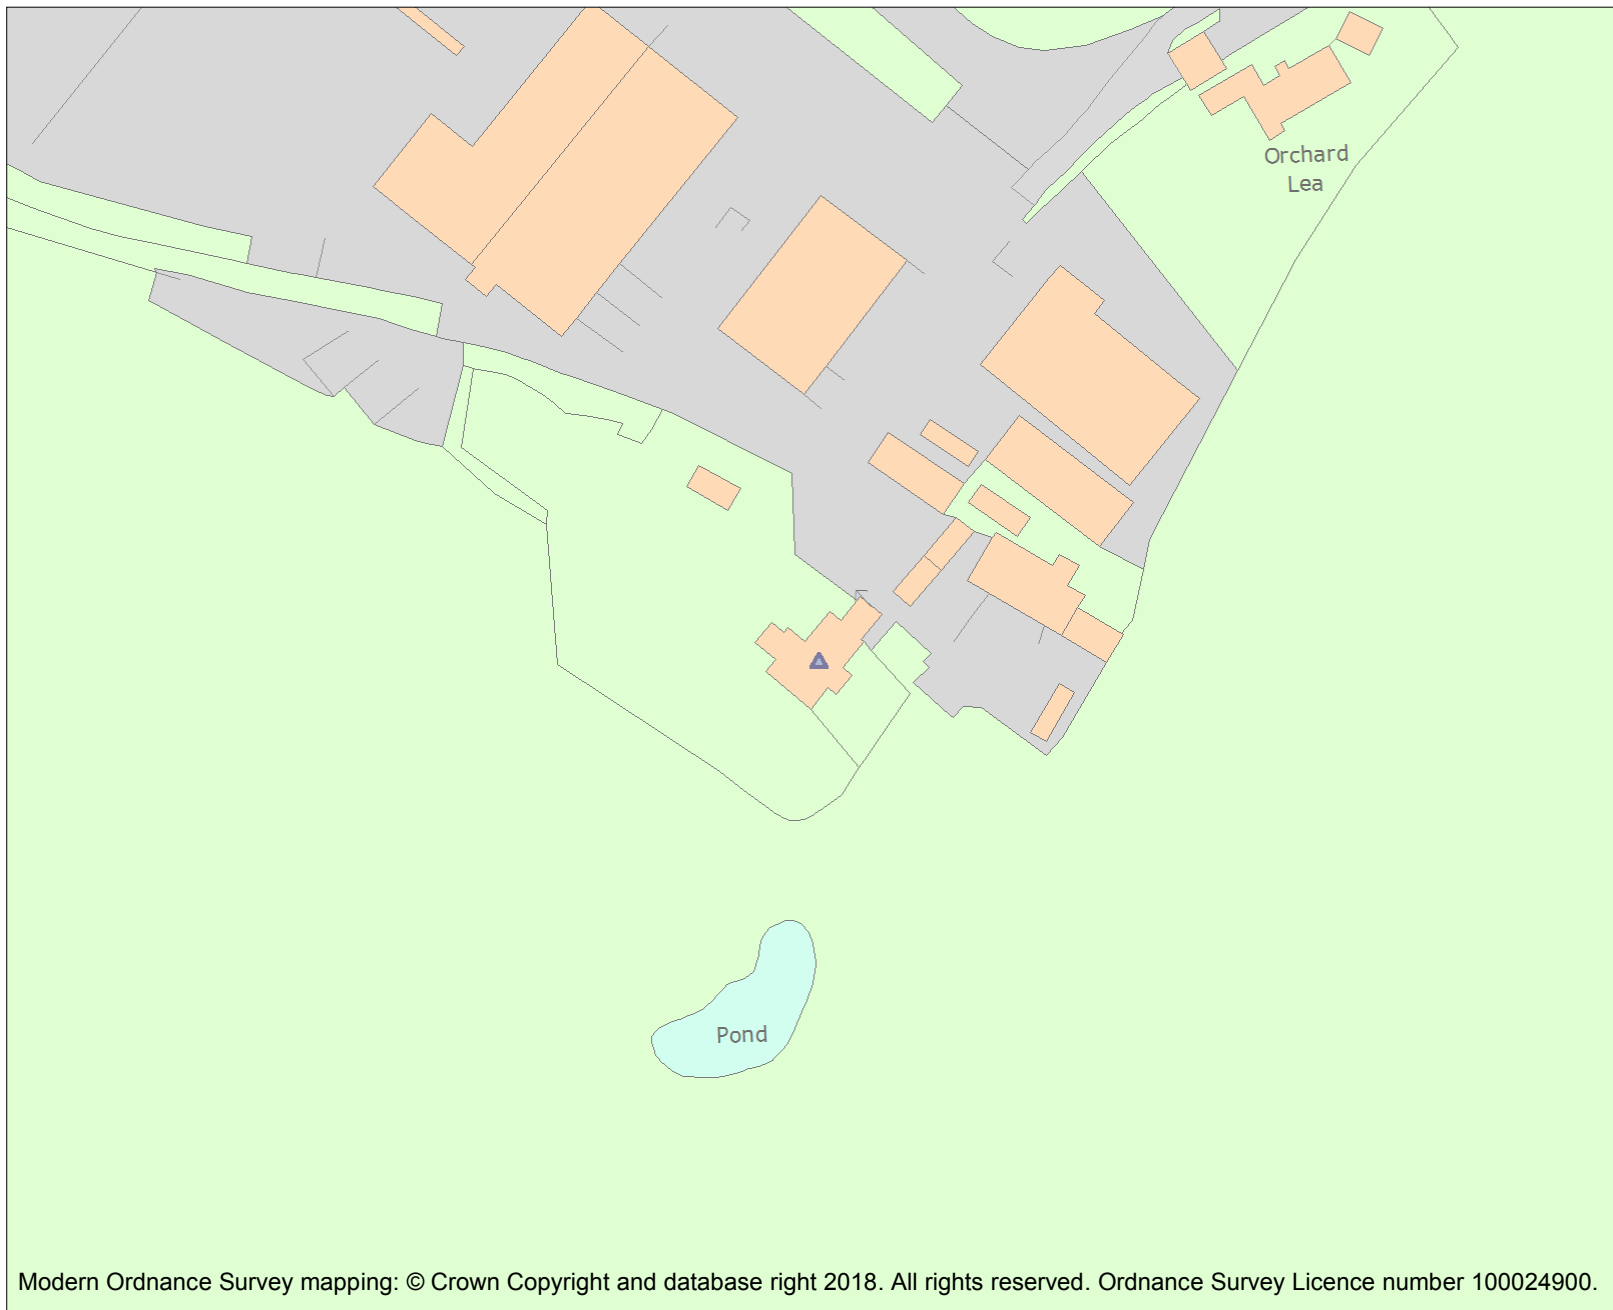 Orchard
Lea
Pond
Modern Ordnance Survey mapping: © Crown Copyright and database right 2018. All rights reserved. Ordnance Survey Licence number 100024900.